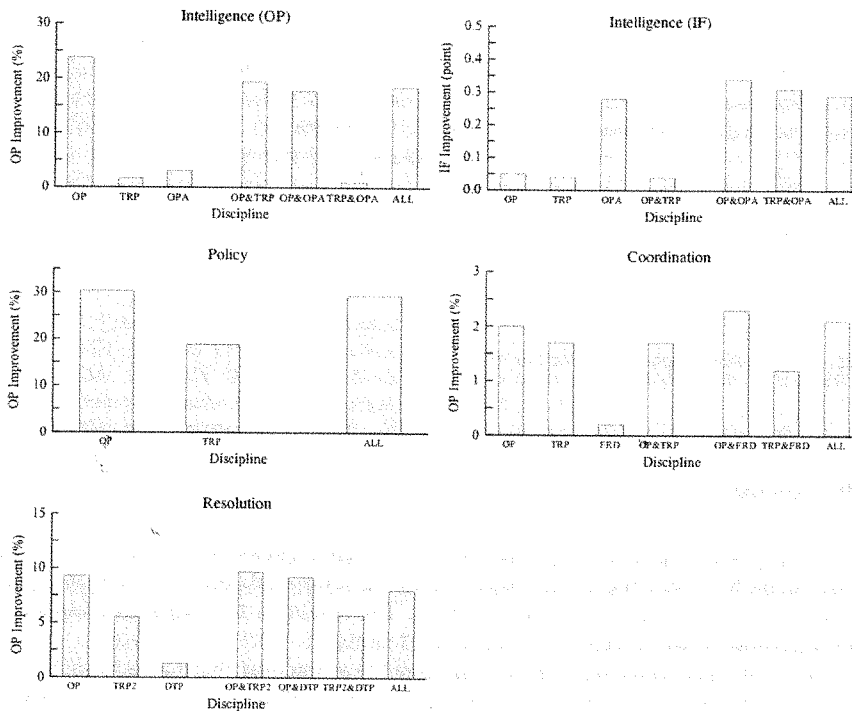 Intelligence (OP)
OP Improvement (%)
30
20
10
0
OP TRP OPA OP&TRP OP&OPA TRP&OPA ALL
Discipline
Intelligence (IF)
IF Improvement (point)
0.5
0.4
0.3
0.2
0.1
0.0
OP TRP OPA OP&TRP OP&OPA TRP&OPA ALL
Discipline
Policy
OP Improvement (%)
30
20
10
0
OP TRP ALL
Discipline
Coordination
OP Improvement (%)
3
2
1
0
OP TRP FRD OP&TRP OP&FRD TRP&FRD ALL
Discipline
Resolution
OP Improvement (%)
15
10
5
0
OP TRP2 DTP OP&TRP2 OP&DTP TRP2&DTP ALL
Discipline